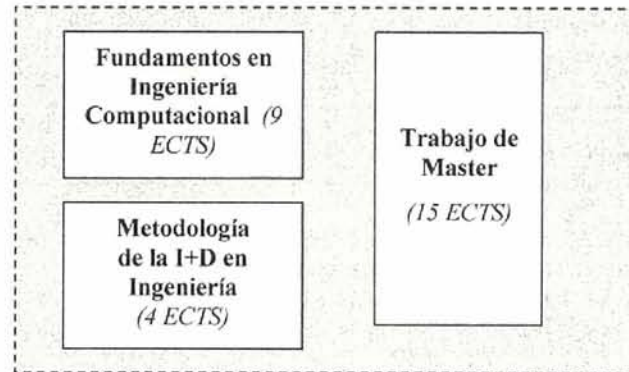 Fundamentos en
Ingeniería
Computacional (9
ECTS)
Metodología
de la I+D en
Ingeniería
(4 ECTS)
Trabajo de
Master
(15 ECTS)